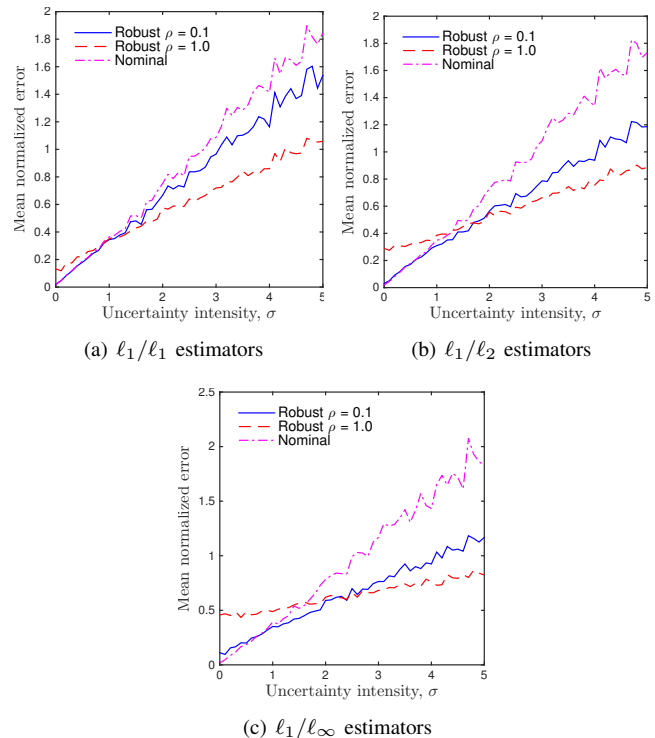 2
1.8
1.6
1.4
1.2
1
0.8
0.6
0.4
0.2
0
Mean normalized error
Robust ρ = 0.1
Robust ρ = 1.0
Nominal
0 1 2 3 4 5
Uncertainty intensity, σ
(a) ℓ₁/ℓ₁ estimators
2
1.8
1.6
1.4
1.2
1
0.8
0.6
0.4
0.2
0
Mean normalized error
Robust ρ = 0.1
Robust ρ = 1.0
Nominal
0 1 2 3 4 5
Uncertainty intensity, σ
(b) ℓ₁/ℓ₂ estimators
2.5
2
1.5
1
0.5
0
Mean normalized error
Robust ρ = 0.1
Robust ρ = 1.0
Nominal
0 1 2 3 4 5
Uncertainty intensity, σ
(c) ℓ₁/ℓ∞ estimators